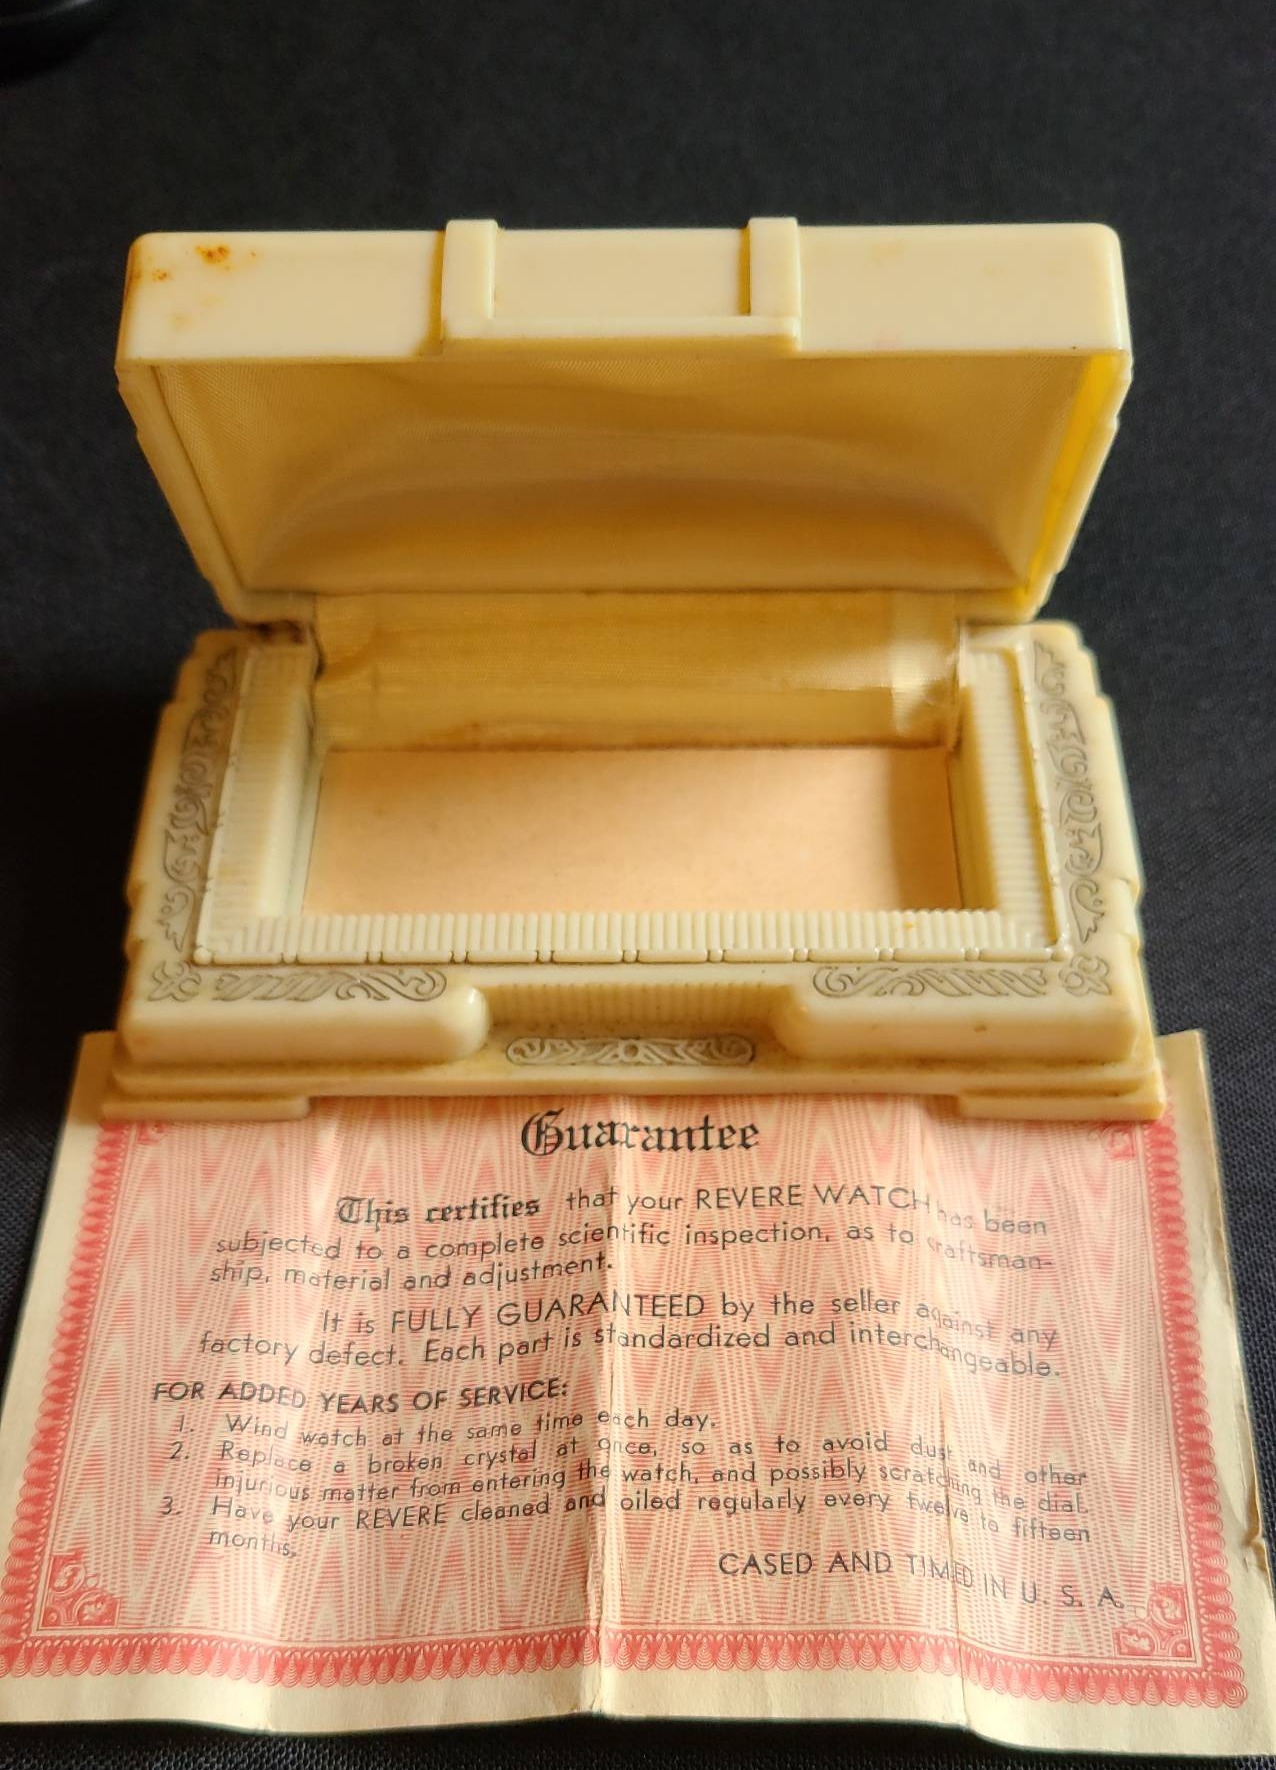 Guarantee
This certifies that your REVERE WATCH has been
subjected to a complete scientific inspection, as to craftsman-
ship, material and adjustment.
It is FULLY GUARANTEED by the seller against any
factory defect. Each part is standardized and interchangeable.
FOR ADDED YEARS OF SERVICE:
1. Wind watch at the same time each day.
2. Replace a broken crystal at once, so as to avoid dust and other
injurious matter from entering the watch, and possibly scratching the dial.
3. Have your REVERE cleaned and oiled regularly every twelve to fifteen
months.
CASED AND TIMED IN U. S. A.